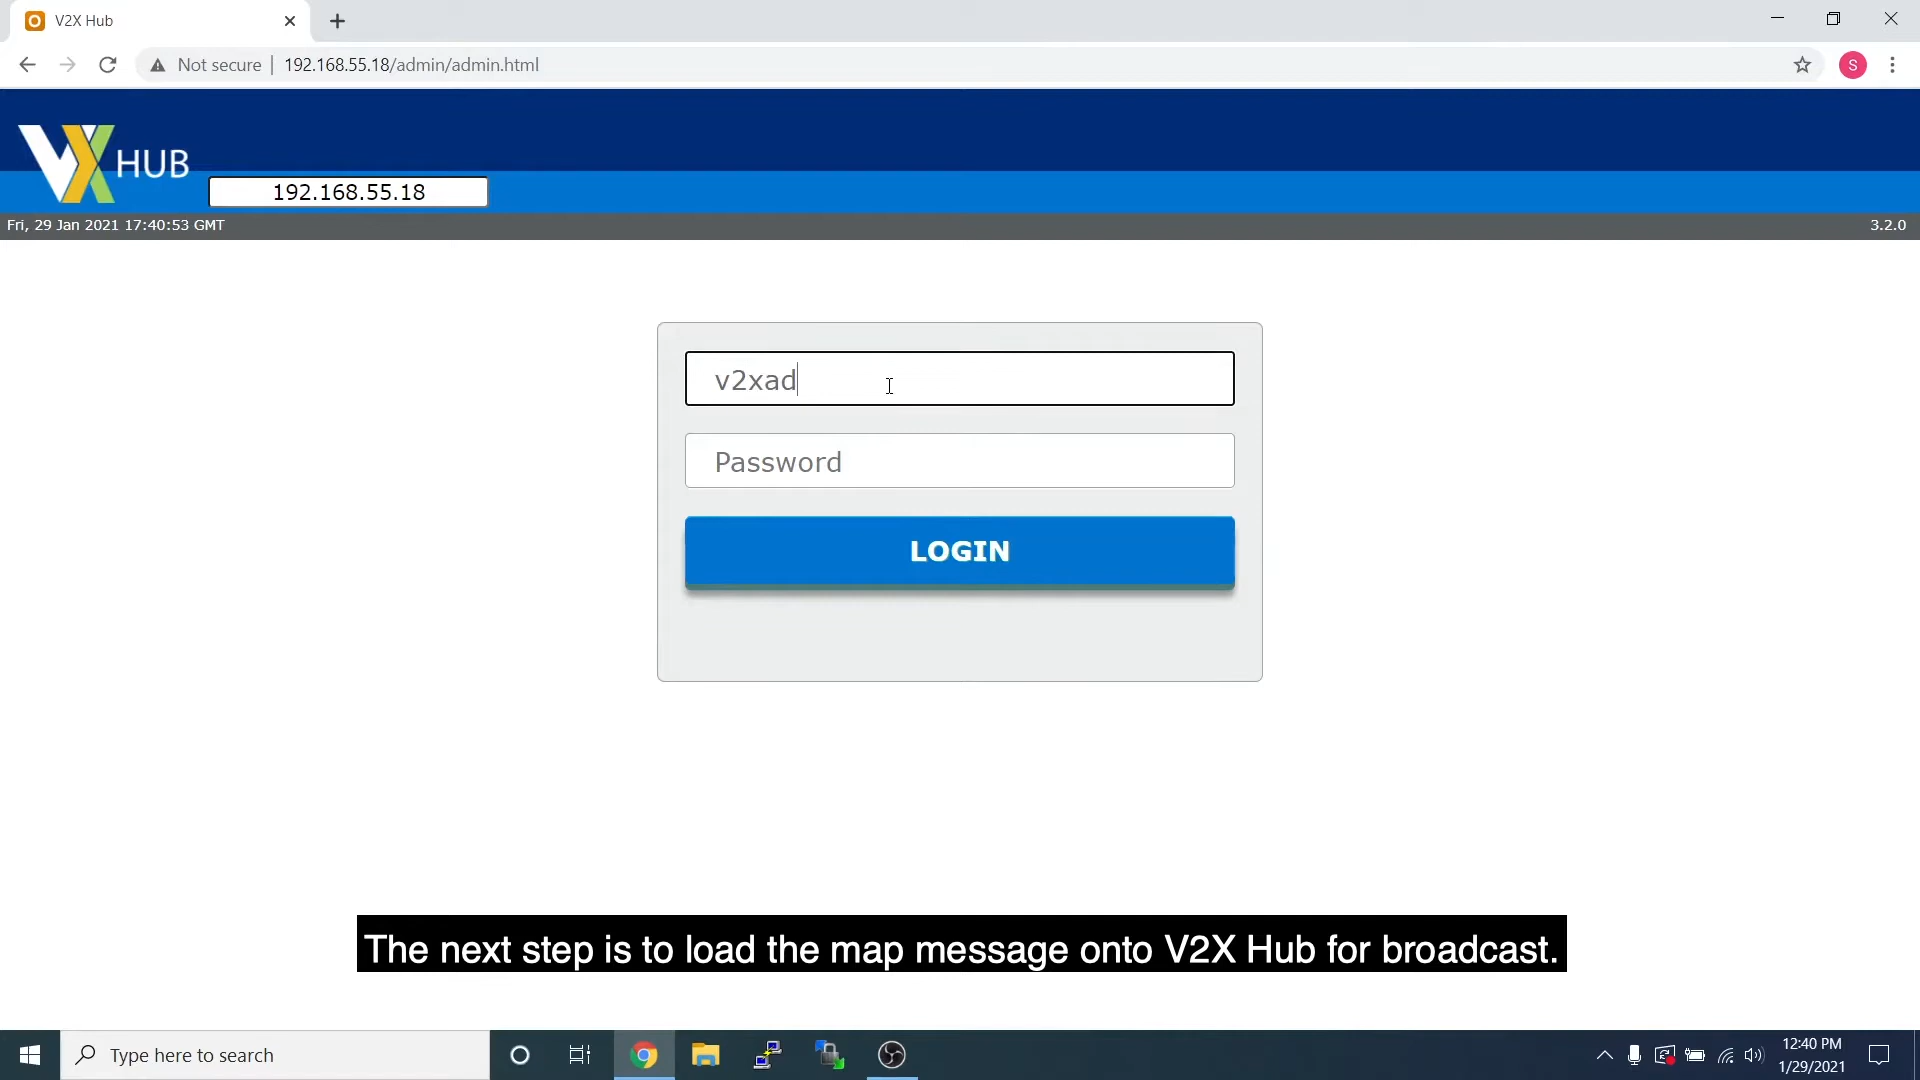 V2X Hub
Not secure | 192.168.55.18/admin/admin.html
S
VX HUB
192.168.55.18
Fri, 29 Jan 2021 17:40:53 GMT
3.2.0
v2xad
Password
LOGIN
The next step is to load the map message onto V2X Hub for broadcast.
Type here to search
12:40 PM
1/29/2021